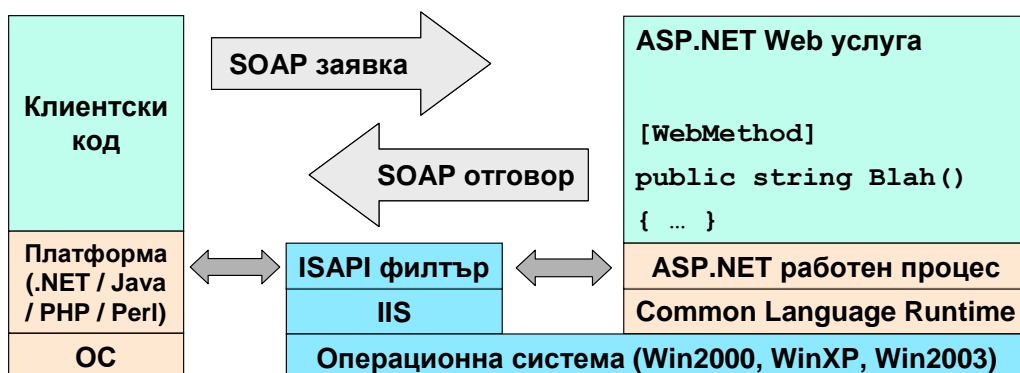 Клиентски
код
Платформа
(.NET / Java
/ PHP / Perl)
ОС
SOAP заявка
SOAP отговор
ISAPI филтър
IIS
ASP.NET Web услуга
[WebMethod]
public string Blah()
{ … }
ASP.NET работен процес
Common Language Runtime
Операционна система (Win2000, WinXP, Win2003)